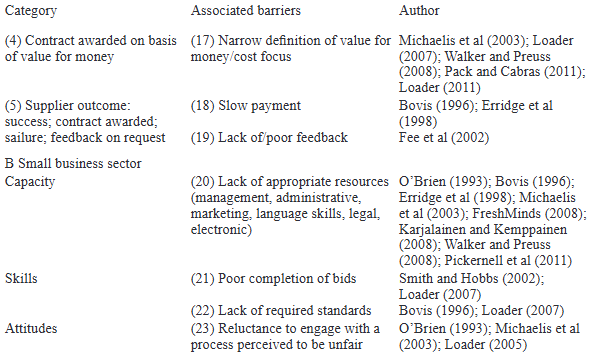 Category Associated barriers Author
(4) Contract awarded on basis (17) Narrow definition of value for Michaelis et al (2003); Loader
of value for money money/cost focus (2007); Walker and Preuss
(2008); Pack and Cabras (2011);
Loader (2011)
(5) Supplier outcome: (18) Slow payment Bovis (1996); Erridge et al
success; contract awarded; (1998)
sailure; feedback on request (19) Lack of/poor feedback Fee et al (2002)
B Small business sector
Capacity (20) Lack of appropriate resources O’Brien (1993); Bovis (1996);
(management, administrative, Erridge et al (1998); Michaelis
marketing, language skills, legal, et al (2003); FreshMinds (2008);
electronic) Karjalainen and Kemppainen
(2008); Walker and Preuss
(2008); Pickernell et al (2011)
Skills (21) Poor completion of bids Smith and Hobbs (2002);
Loader (2007)
(22) Lack of required standards Bovis (1996); Loader (2007)
Attitudes (23) Reluctance to engage with a O’Brien (1993); Michaelis et al
process perceived to be unfair (2003); Loader (2005)